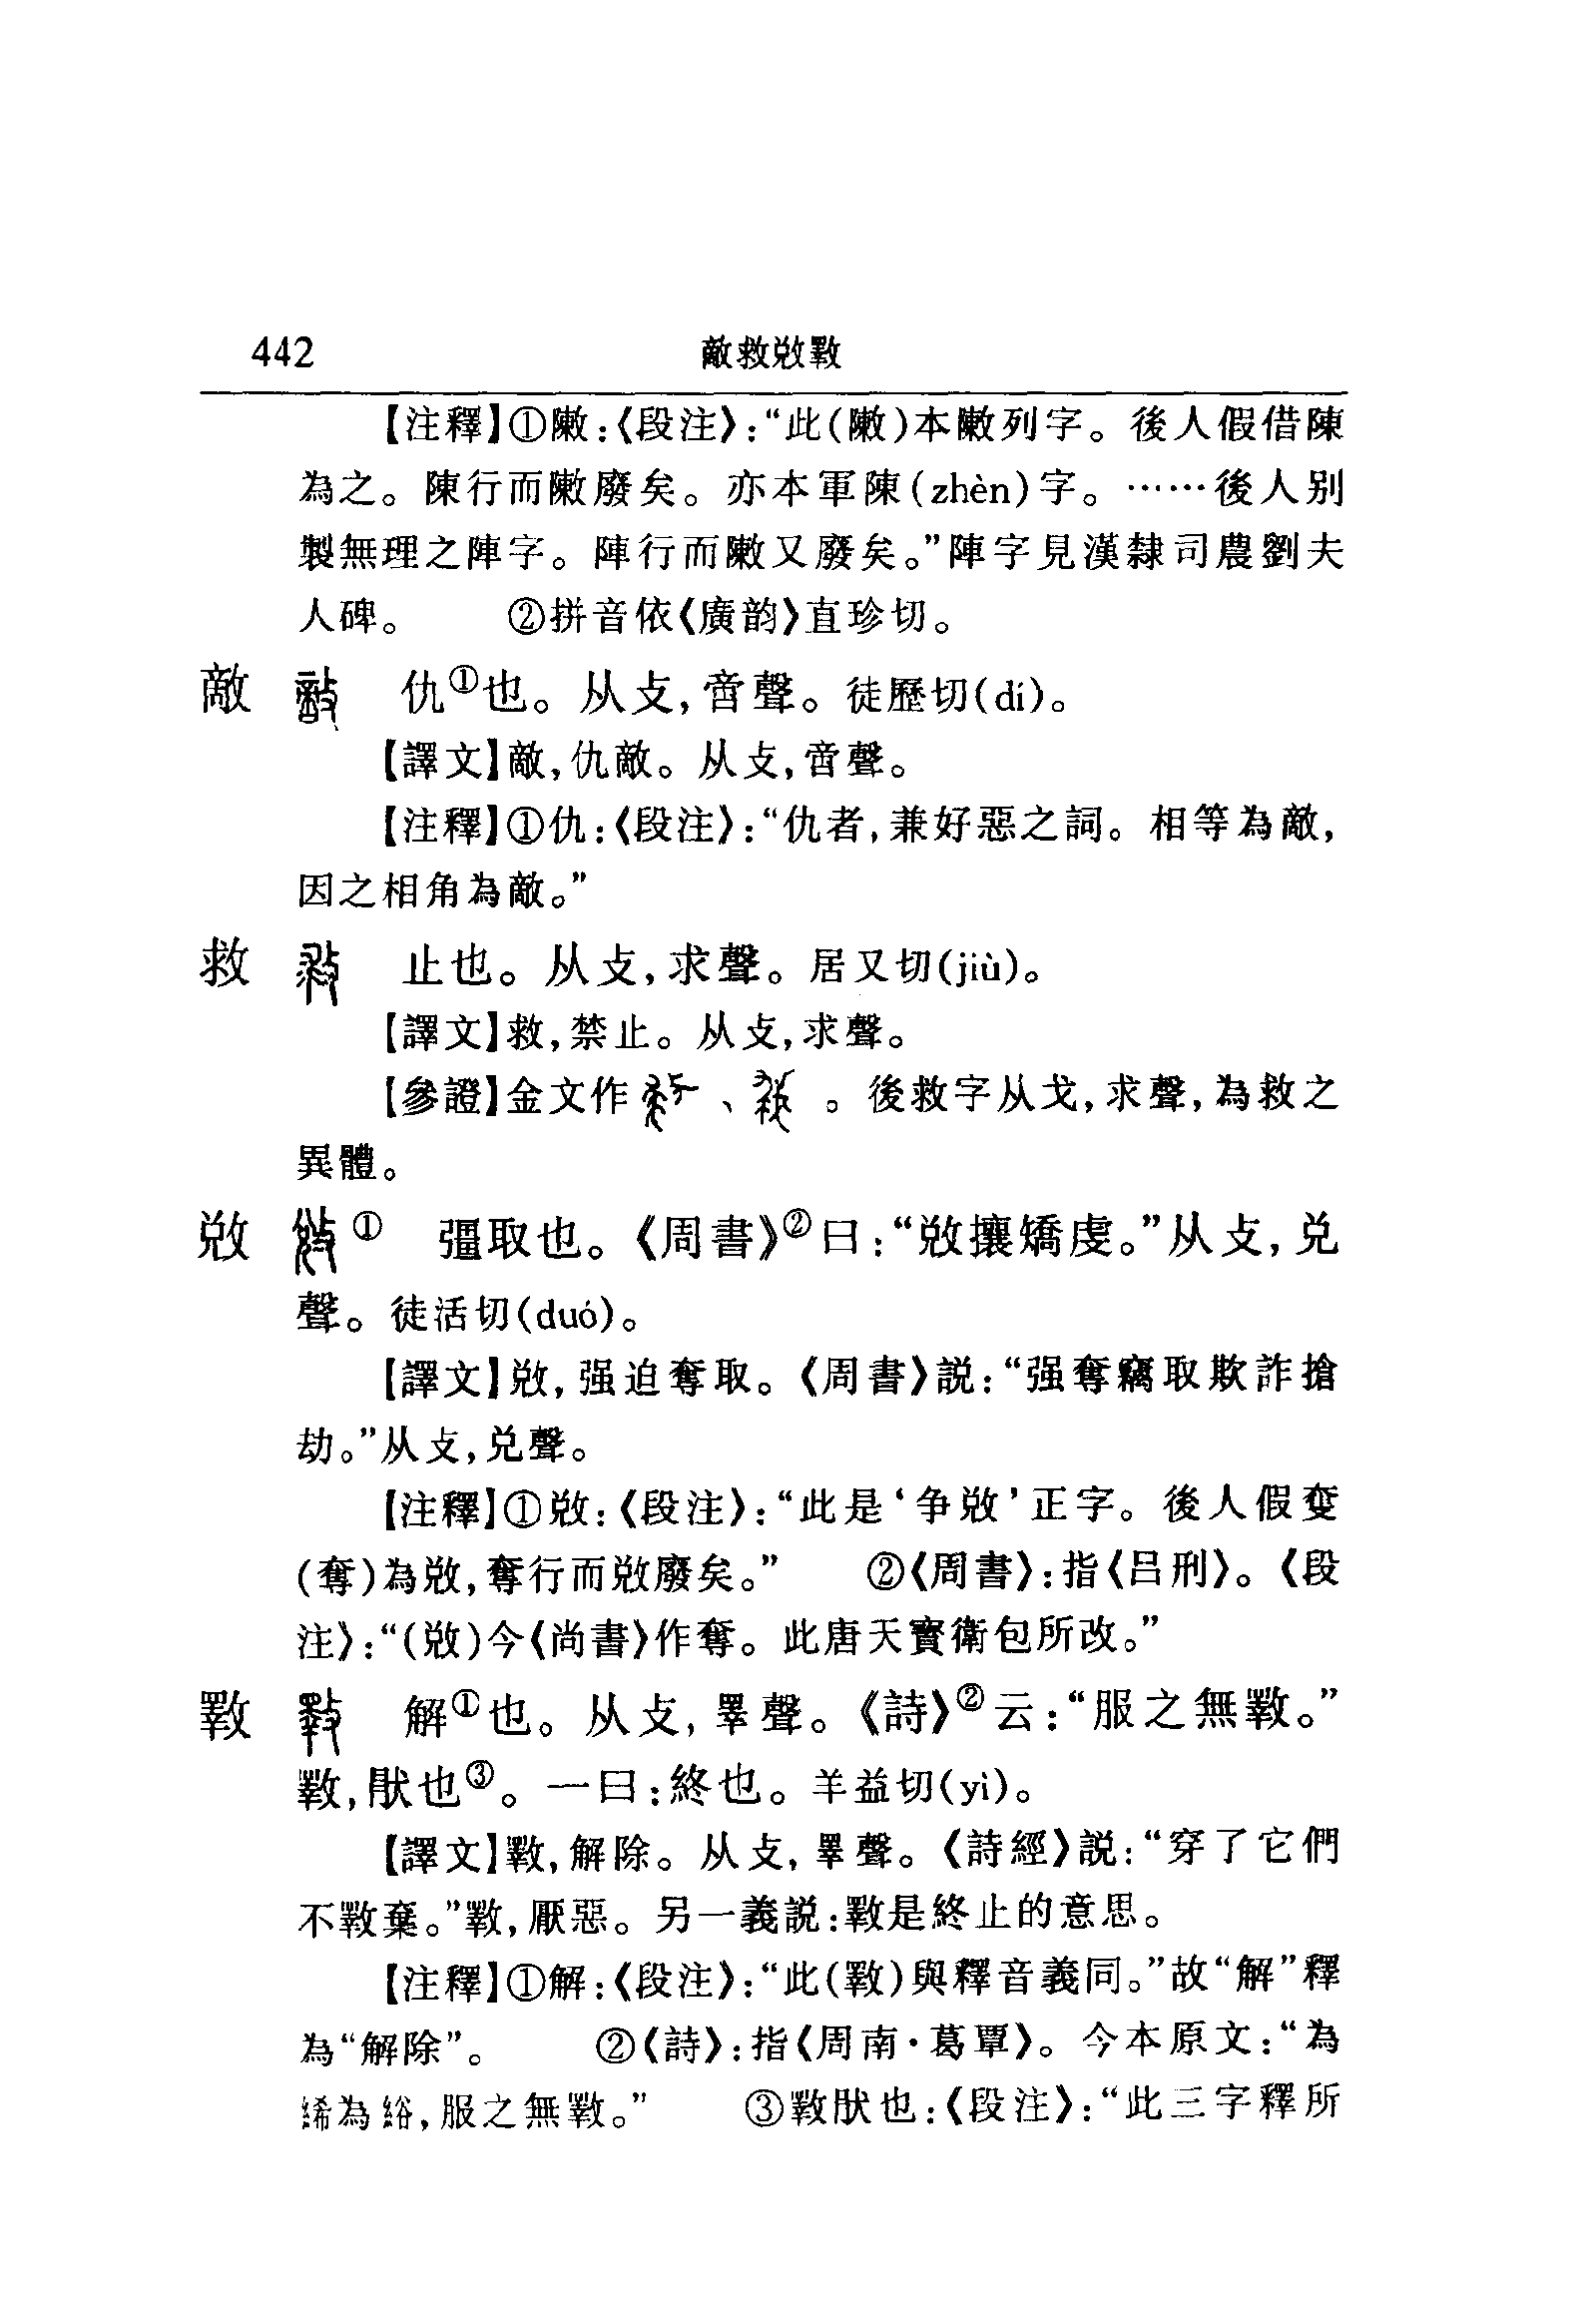 442 敵救敓斁
【注釋】①敶:《段注》:“此(敶)本敶列字。後人假借陳
為之。陳行而敶廢矣。亦本軍陳(zhèn)字。……後人别
製無理之陣字。陣行而敶又廢矣。”陣字見漢隸司農劉夫
人碑。 ②拼音依《廣韵》直珍切。
敵 仇①也。从攴,啻聲。徒歷切(dí)。
【譯文】敵,仇敵。从攴,啻聲。
【注釋】①仇:《段注》:“仇者,兼好惡之詞。相等為敵,
因之相角為敵。”
救 止也。从攴,求聲。居又切(jiù)。
【譯文】救,禁止。从攴,求聲。
【參證】金文作 、 。後救字从戈,求聲,為救之
異體。
敓 ① 彊取也。《周書》②曰:“敓攘矯虔。”从攴,兑
聲。徒活切(duó)。
【譯文】敓,强迫奪取。《周書》説:“强奪竊取欺詐搶
劫。”从攴,兑聲。
【注釋】①敓:《段注》:“此是‘争敓’正字。後人假奪
(奪)為敓,奪行而敓廢矣。” ②《周書》:指《吕刑》。《段
注》:“(敓)今《尚書》作奪。此唐天寶衛包所改。”
斁 解①也。从攴,睪聲。《詩》②云:“服之無斁。”
斁,猒也③。一曰:終也。羊益切(yì)。
【譯文】斁,解除。从攴,睪聲。《詩經》説:“穿了它們
不斁棄。”斁,厭惡。另一義説:斁是終止的意思。
【注釋】①解:《段注》:“此(斁)與釋音義同。”故“解”釋
為“解除”。 ②《詩》:指《周南·葛覃》。今本原文:“為
絺為綌,服之無斁。” ③斁猒也:《段注》:“此三字釋所